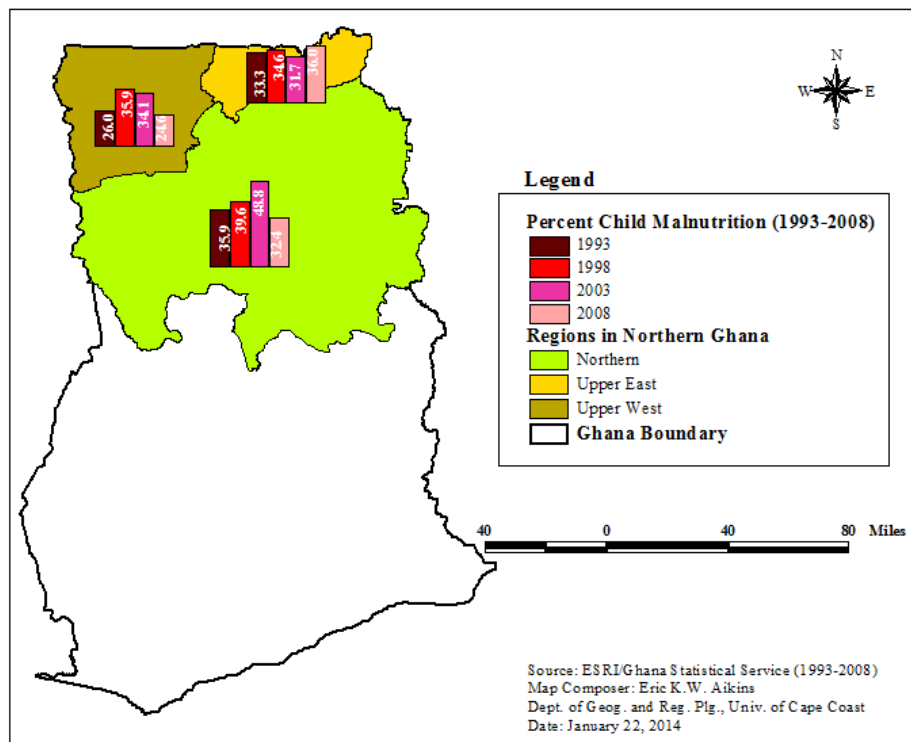 33.3
34.6
31.7
36.0
26.0
35.9
34.1
24.6
35.9
39.6
48.8
32.4
N
W E
S
Legend
Percent Child Malnutrition (1993-2008)
1993
1998
2003
2008
Regions in Northern Ghana
Northern
Upper East
Upper West
Ghana Boundary
40 0 40 80 Miles
Source: ESRI/Ghana Statistical Service (1993-2008)
Map Composer: Eric K.W. Aikins
Dept. of Geog. and Reg. Plg., Univ. of Cape Coast
Date: January 22, 2014